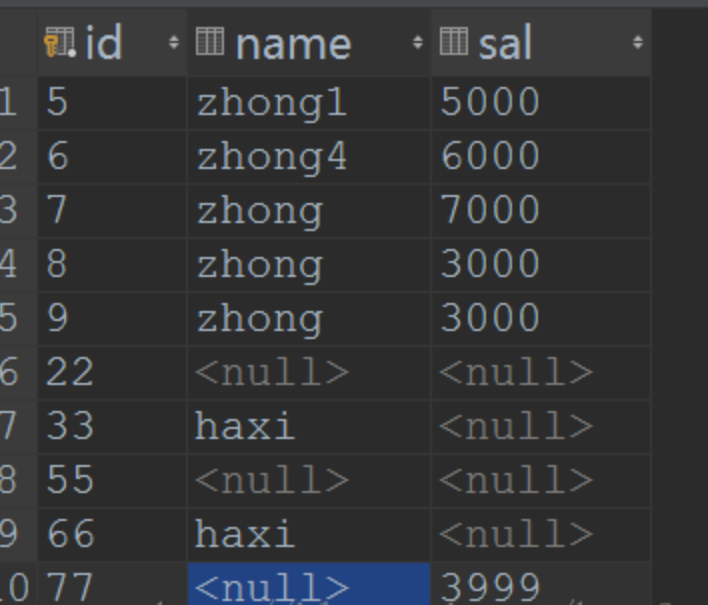 id name sal
1 5 zhong1 5000
2 6 zhong4 6000
3 7 zhong 7000
4 8 zhong 3000
5 9 zhong 3000
6 22 <null> <null>
7 33 haxi <null>
8 55 <null> <null>
9 66 haxi <null>
10 77 <null> 3999